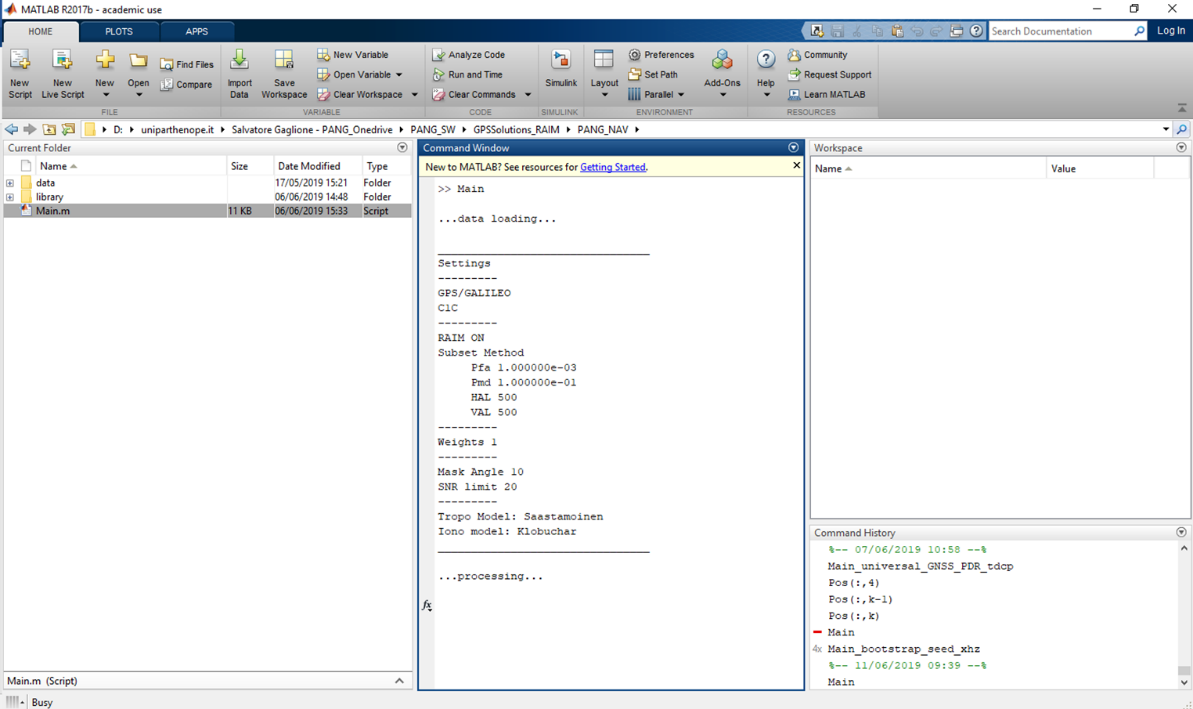 MATLAB R2017b - academic use
HOME PLOTS APPS
Search Documentation
Log In
New Script
New Live Script
New
Open
Find Files
Compare
FILE
Import Data
Save Workspace
New Variable
Open Variable
Clear Workspace
VARIABLE
Analyze Code
Run and Time
Clear Commands
CODE
Simulink
SIMULINK
Layout
Preferences
Set Path
Parallel
Add-Ons
ENVIRONMENT
Help
Community
Request Support
Learn MATLAB
RESOURCES
D: uniparthenope.it Salvatore Gaglione - PANG_Onedrive PANG_SW GPSSolutions_RAIM PANG_NAV
Current Folder
Name Size Date Modified Type
data 17/05/2019 15:21 Folder
library 06/06/2019 14:48 Folder
Main.m 11 KB 06/06/2019 15:33 Script
Main.m (Script)
Busy
Command Window
New to MATLAB? See resources for Getting Started.
>> Main
...data loading...
Settings
---------
GPS/GALILEO
C1C
---------
RAIM ON
Subset Method
Pfa 1.000000e-03
Pmd 1.000000e-01
HAL 500
VAL 500
---------
Weights 1
---------
Mask Angle 10
SNR limit 20
---------
Tropo Model: Saastamoinen
Iono model: Klobuchar
...processing...
fx
Workspace
Name Value
Command History
%-- 07/06/2019 10:58 --%
Main_universal_GNSS_PDR_tdcp
Pos(:,4)
Pos(:,k-1)
Pos(:,k)
Main
4x Main_bootstrap_seed_xhz
%-- 11/06/2019 09:39 --%
Main